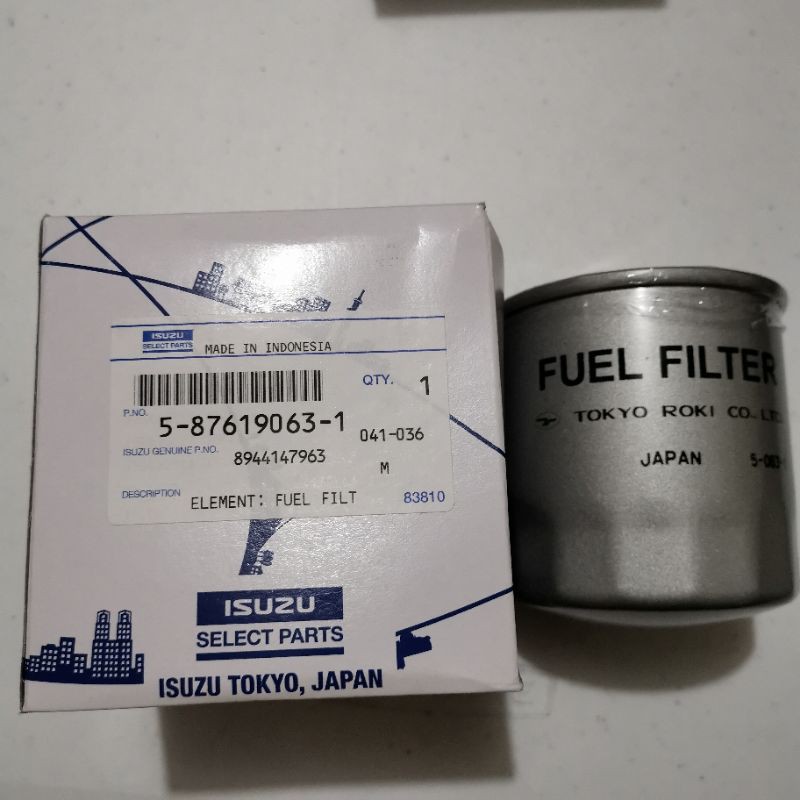 ISUZU
SELECT PARTS
MADE IN INDONESIA
QTY. 1
P.NO. 5-87619063-1
041-036
ISUZU GENUINE P.NO. 8944147963
M
DESCRIPTION ELEMENT: FUEL FILT
83810
ISUZU
SELECT PARTS
ISUZU TOKYO, JAPAN
FUEL FILTER
TOKYO ROKI CO., LTD.
JAPAN